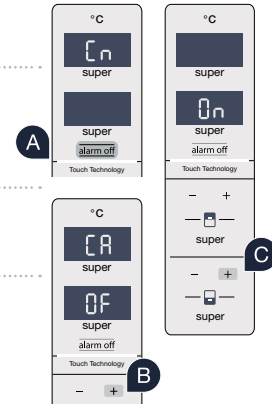 °C
Cn
super
super
alarm off
A
Touch Technology
°C
CA
super
OF
super
alarm off
Touch Technology
B
- +
°C
super
On
super
alarm off
Touch Technology
- +
super
C
- +
super